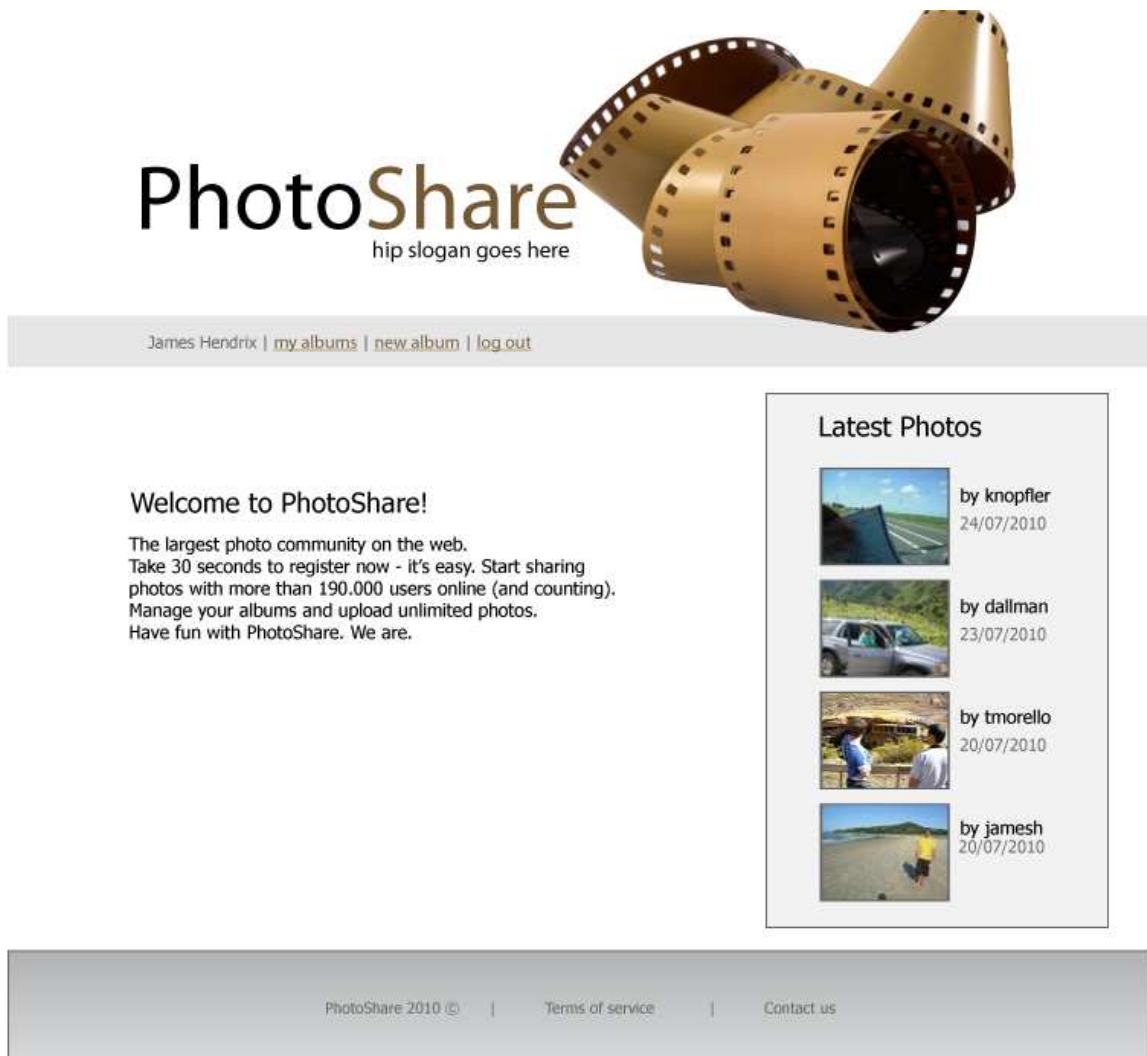 PhotoShare
hip slogan goes here
James Hendrix | my albums | new album | log out
Welcome to PhotoShare!
The largest photo community on the web.
Take 30 seconds to register now - it's easy. Start sharing
photos with more than 190.000 users online (and counting).
Manage your albums and upload unlimited photos.
Have fun with PhotoShare. We are.
Latest Photos
by knopfler
24/07/2010
by dallman
23/07/2010
by tmorello
20/07/2010
by jamesh
20/07/2010
PhotoShare 2010 © | Terms of service | Contact us